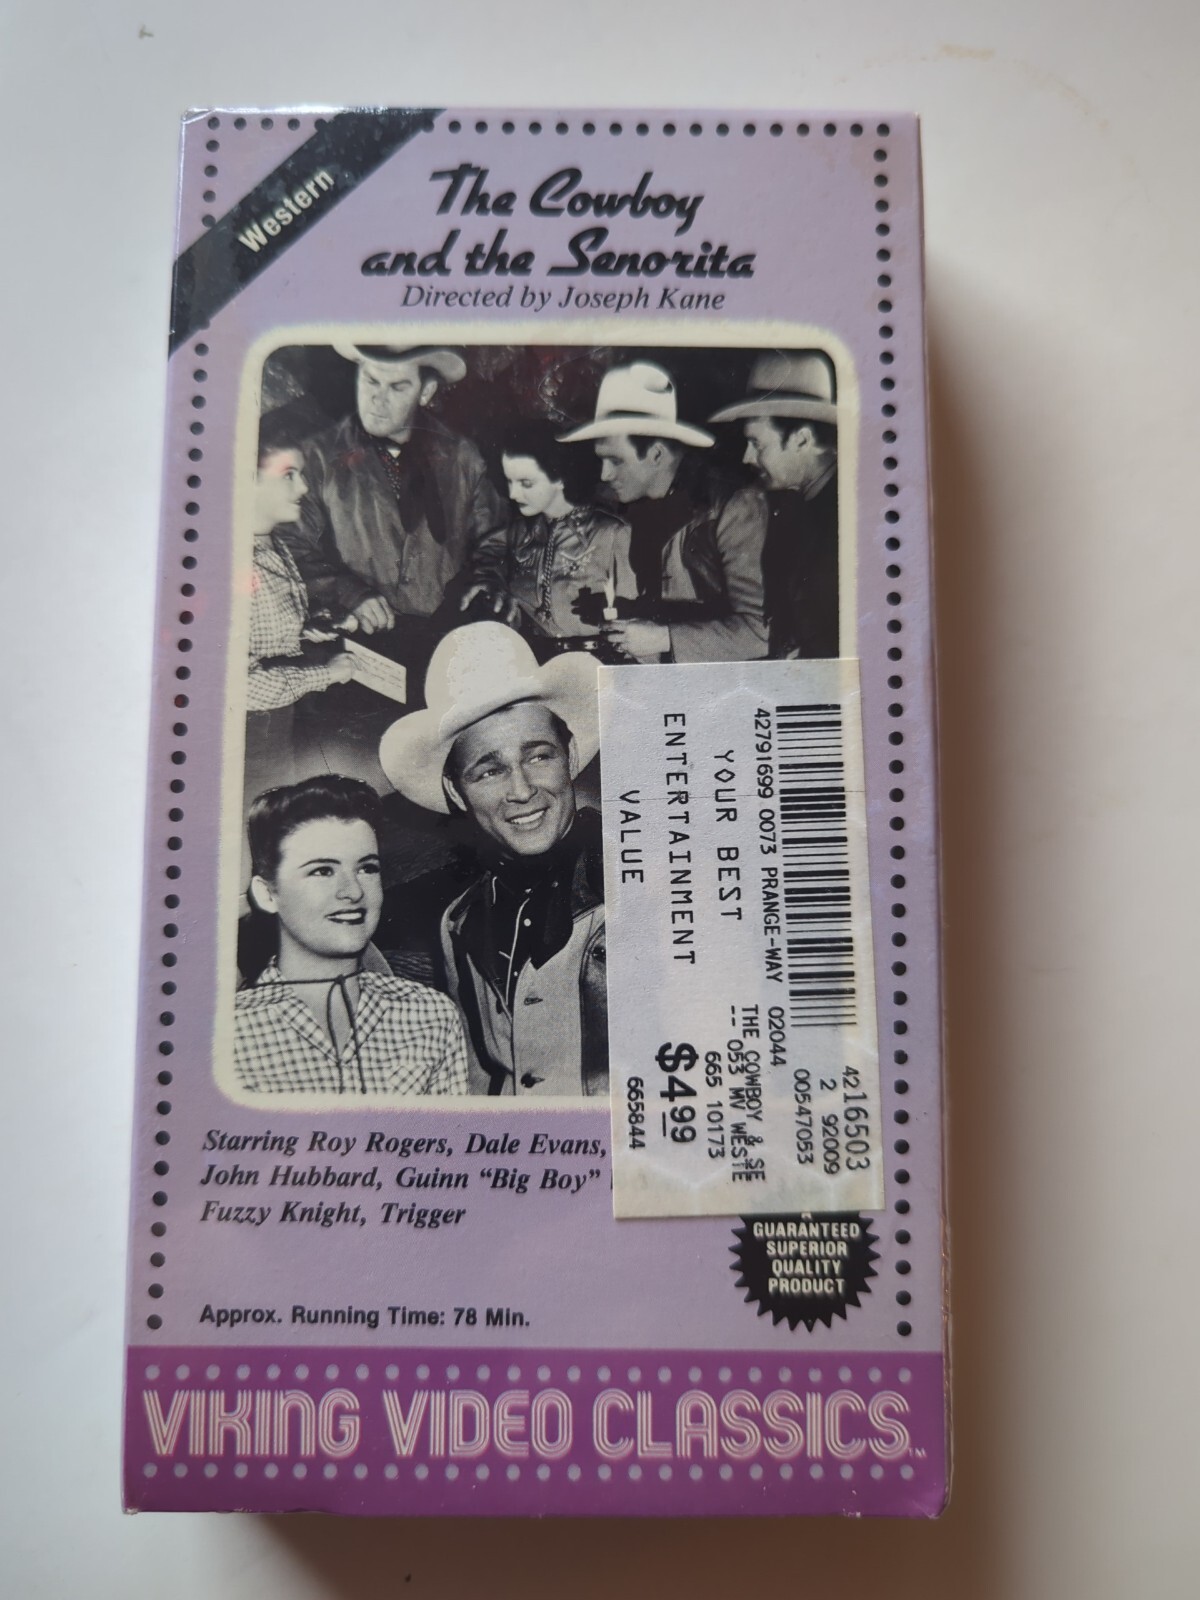 Western
The Cowboy
and the Senorita
Directed by Joseph Kane
42791699 0073 PRANGE-WAY 02044
YOUR BEST
ENTERTAINMENT
VALUE
4216503
2 92009
00547053
THE COWBOY & SE
-- 053 MV WESTE
665 10173
$4.99
665844
Starring Roy Rogers, Dale Evans,
John Hubbard, Guinn “Big Boy”
Fuzzy Knight, Trigger
GUARANTEED
SUPERIOR
QUALITY
PRODUCT
Approx. Running Time: 78 Min.
VIKING VIDEO CLASSICS™